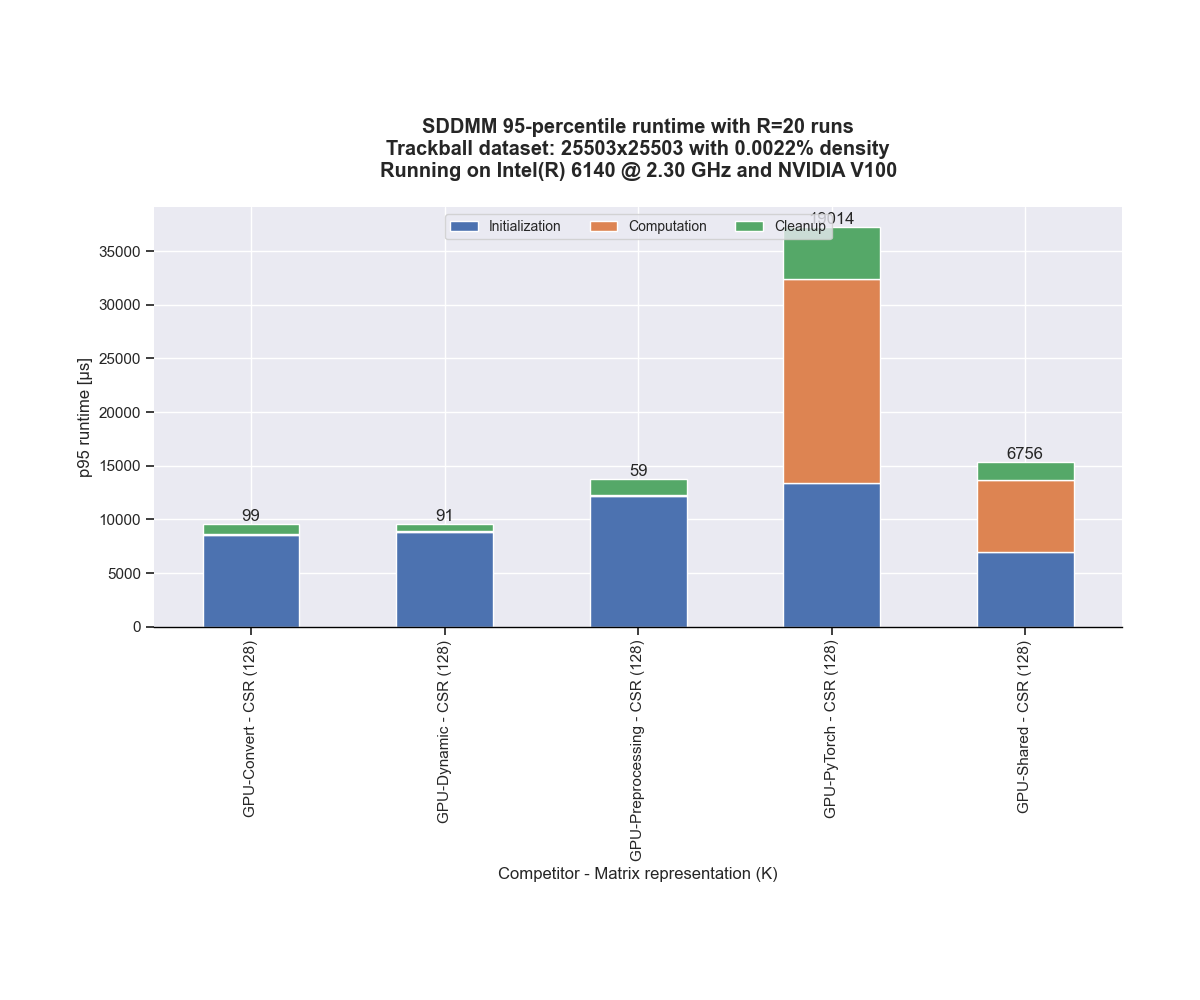 SDDMM 95-percentile runtime with R=20 runs
Trackball dataset: 25503x25503 with 0.0022% density
Running on Intel(R) 6140 @ 2.30 GHz and NVIDIA V100
Initialization
Computation
Cleanup
19014
35000
30000
25000
20000
15000
10000
5000
0
p95 runtime [µs]
99
91
59
6756
GPU-Convert - CSR (128)
GPU-Dynamic - CSR (128)
GPU-Preprocessing - CSR (128)
GPU-PyTorch - CSR (128)
GPU-Shared - CSR (128)
Competitor - Matrix representation (K)